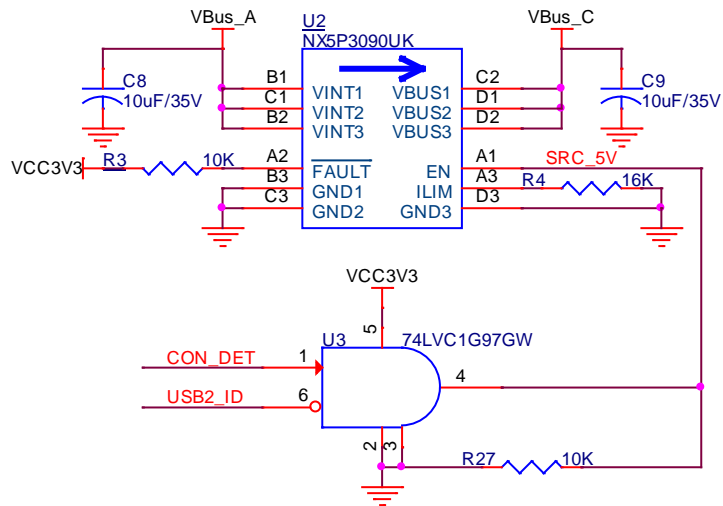 VBus_A
U2
NX5P3090UK
VBus_C
C8
10uF/35V
B1
C1
B2
VINT1
VINT2
VINT3
VBUS1
VBUS2
VBUS3
C2
D1
D2
C9
10uF/35V
VCC3V3
R3
10K
A2
B3
C3
FAULT
GND1
GND2
EN
ILIM
GND3
A1
A3
D3
SRC_5V
R4
16K
VCC3V3
U3
5
74LVC1G97GW
CON_DET
1
USB2_ID
6
4
2
3
R27
10K